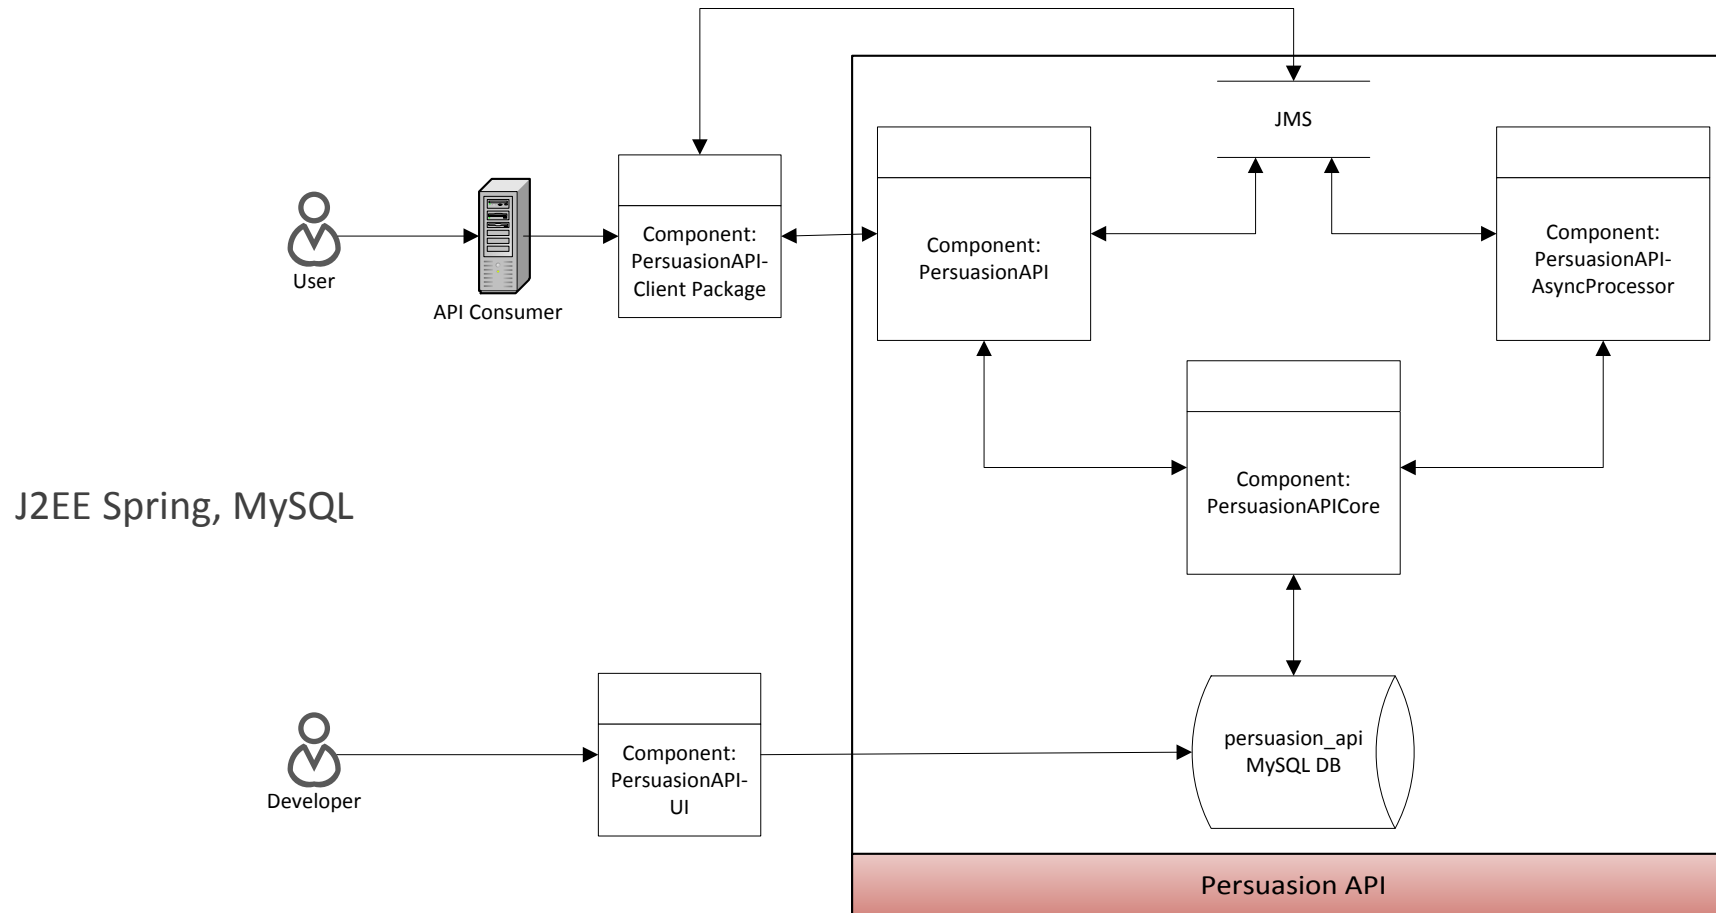 JMS
Component:
PersuasionAPI-
Client Package
Component:
PersuasionAPI
Component:
PersuasionAPI-
AsyncProcessor
User
API Consumer
Component:
PersuasionAPICore
J2EE Spring, MySQL
Component:
PersuasionAPI-
UI
persuasion_api
MySQL DB
Developer
Persuasion API